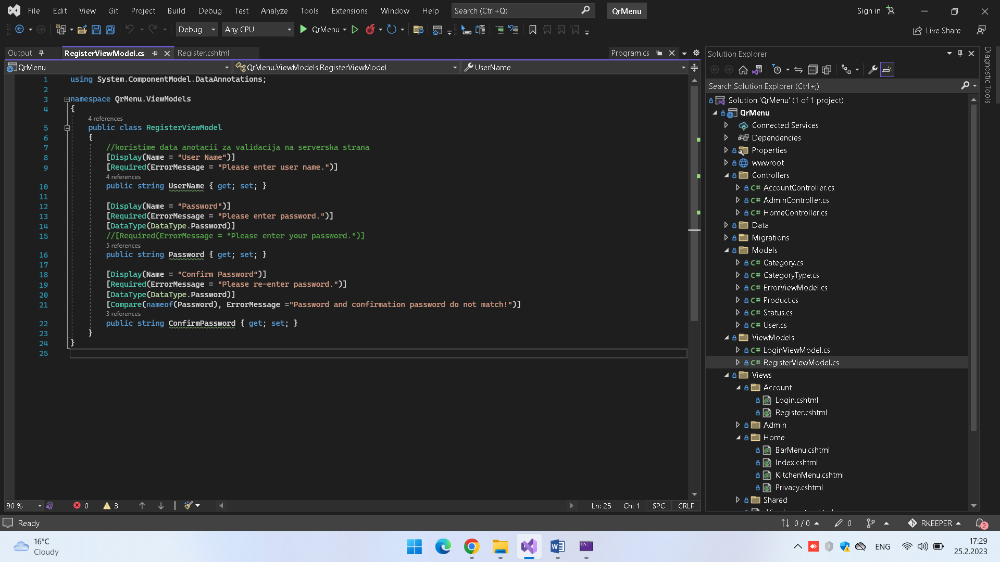 File Edit View Git Project Build Debug Test Analyze Tools Extensions Window Help Search (Ctrl+Q) QrMenu Sign in
Debug Any CPU QrMenu Live Share
Output RegisterViewModel.cs Register.cshtml Program.cs
QrMenu QrMenu.ViewModels.RegisterViewModel UserName
1 using System.ComponentModel.DataAnnotations;
2
3 namespace QrMenu.ViewModels
4 {
4 references
5 public class RegisterViewModel
6 {
7 //koristime data anotacii za validacija na serverska strana
8 [Display(Name = "User Name")]
9 [Required(ErrorMessage = "Please enter user name.")]
4 references
10 public string UserName { get; set; }
11
12 [Display(Name = "Password")]
13 [Required(ErrorMessage = "Please enter password.")]
14 [DataType(DataType.Password)]
15 //[Required(ErrorMessage = "Please enter your password.")]
5 references
16 public string Password { get; set; }
17
18 [Display(Name = "Confirm Password")]
19 [Required(ErrorMessage = "Please re-enter password.")]
20 [DataType(DataType.Password)]
21 [Compare(nameof(Password), ErrorMessage ="Password and confirmation password do not match!")]
3 references
22 public string ConfirmPassword { get; set; }
23 }
24 }
25
90 % 0 3 Ln: 25 Ch: 1 SPC CRLF
Solution Explorer
Search Solution Explorer (Ctrl+;)
Solution 'QrMenu' (1 of 1 project)
QrMenu
Connected Services
Dependencies
Properties
wwwroot
Controllers
C# AccountController.cs
C# AdminController.cs
C# HomeController.cs
Data
Migrations
Models
C# Category.cs
C# CategoryType.cs
C# ErrorViewModel.cs
C# Product.cs
C# Status.cs
C# User.cs
ViewModels
C# LoginViewModel.cs
C# RegisterViewModel.cs
Views
Account
Login.cshtml
Register.cshtml
Admin
Home
BarMenu.cshtml
Index.cshtml
KitchenMenu.cshtml
Privacy.cshtml
Shared
Diagnostic Tools
Ready 0 / 0 0 RKEEPER 2
16°C
Cloudy
ENG
17:29
25.2.2023